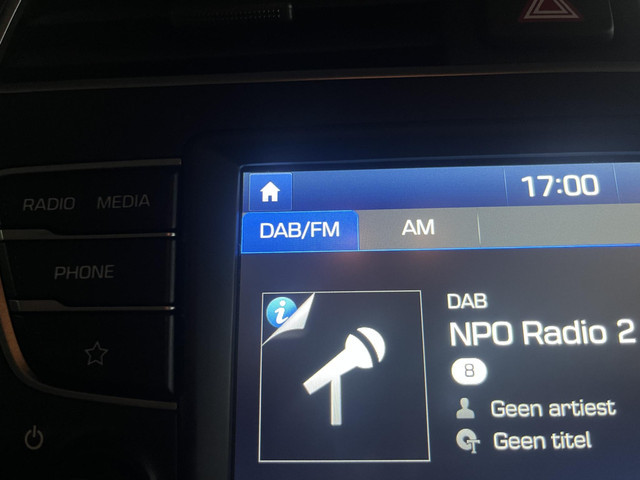 17:00
RADIO MEDIA
DAB/FM AM
PHONE
DAB
NPO Radio 2
8
Geen artiest
Geen titel